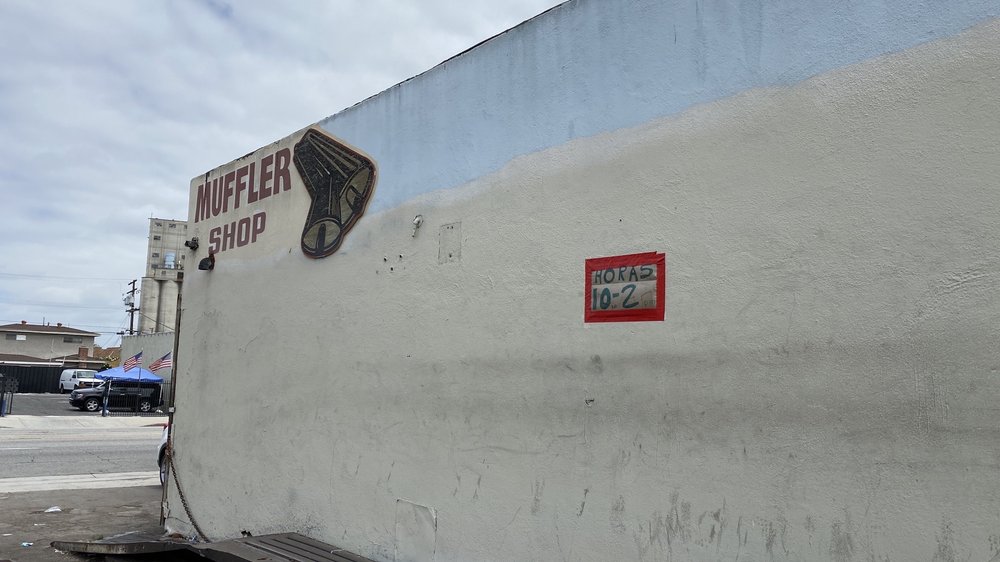 MUFFLER
SHOP
HORAS
10-2